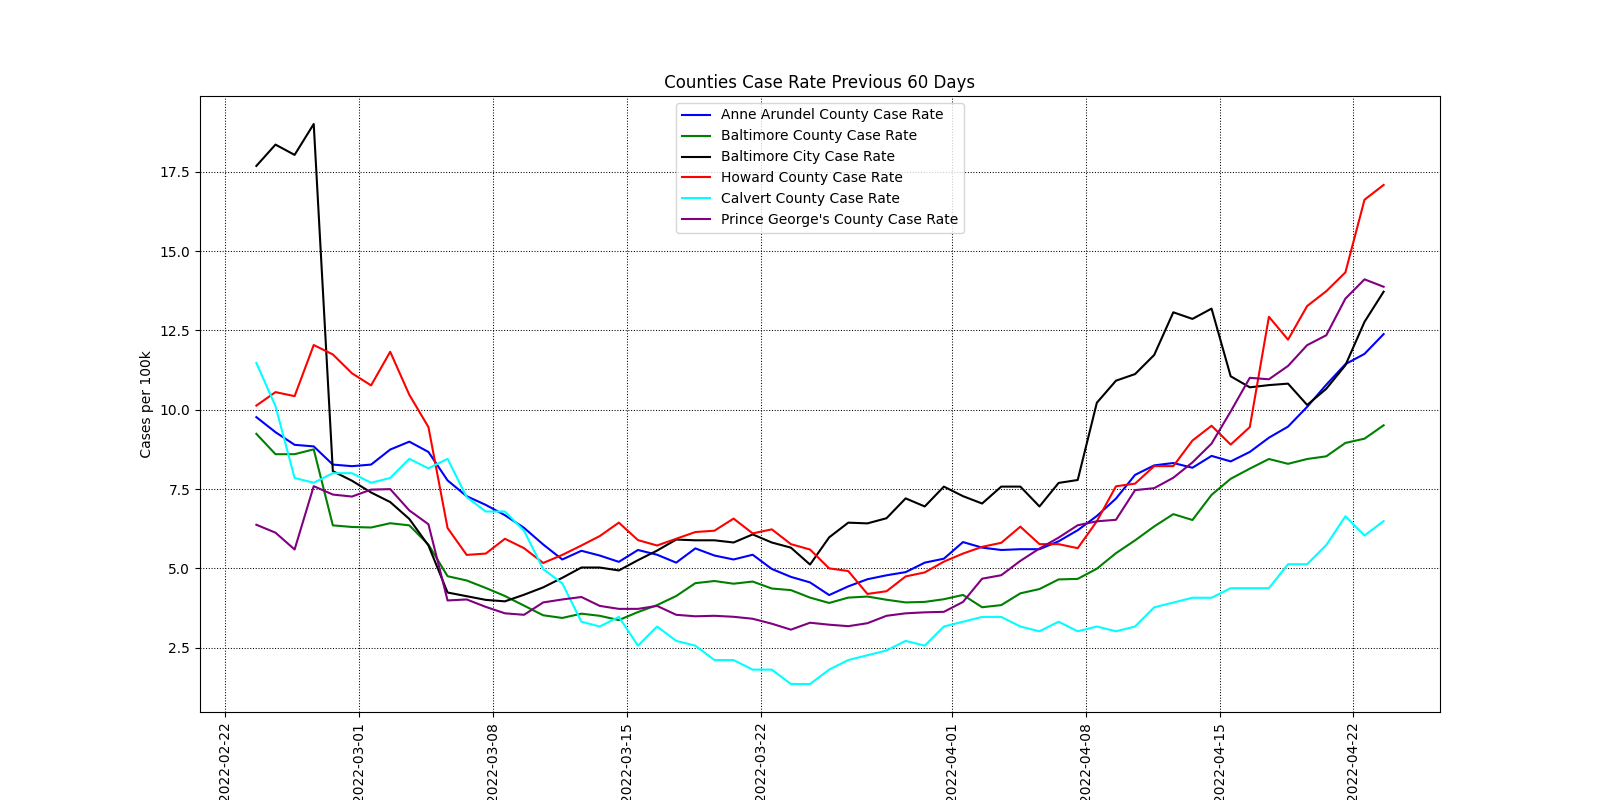 Counties Case Rate Previous 60 Days
Anne Arundel County Case Rate
Baltimore County Case Rate
Baltimore City Case Rate
Howard County Case Rate
Calvert County Case Rate
Prince George's County Case Rate
Cases per 100k
17.5
15.0
12.5
10.0
7.5
5.0
2.5
2022-02-22
2022-03-01
2022-03-08
2022-03-15
2022-03-22
2022-04-01
2022-04-08
2022-04-15
2022-04-22